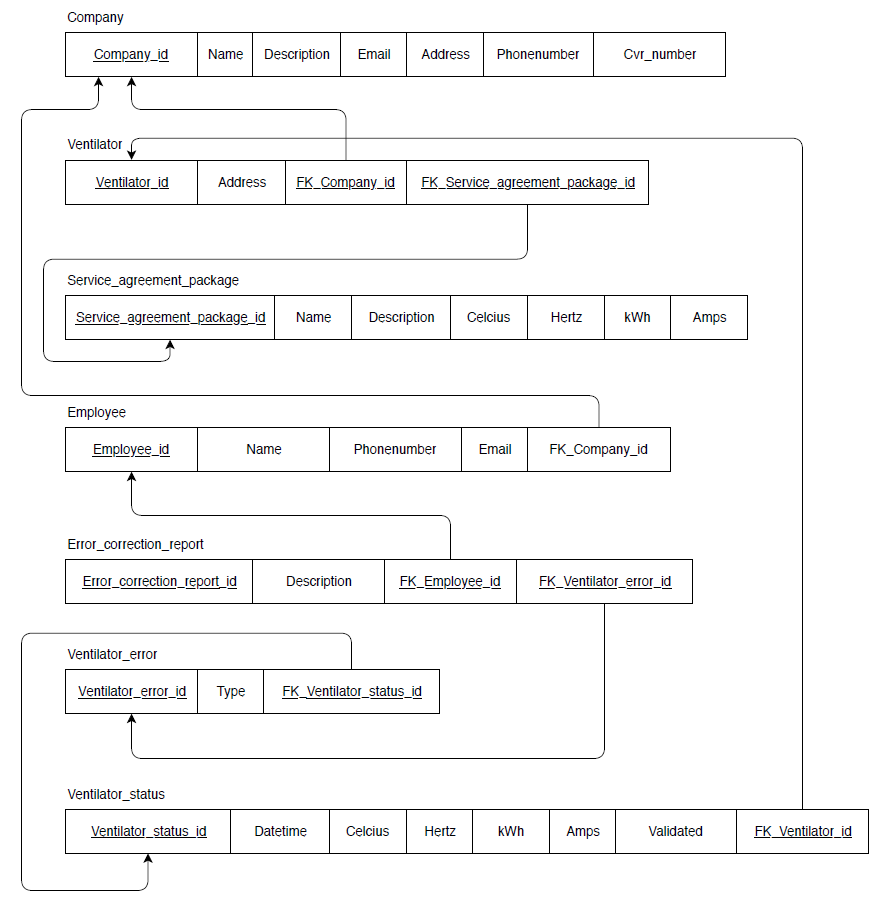 Company
Company_id Name Description Email Address Phonenumber Cvr_number
Ventilator
Ventilator_id Address FK_Company_id FK_Service_agreement_package_id
Service_agreement_package
Service_agreement_package_id Name Description Celcius Hertz kWh Amps
Employee
Employee_id Name Phonenumber Email FK_Company_id
Error_correction_report
Error_correction_report_id Description FK_Employee_id FK_Ventilator_error_id
Ventilator_error
Ventilator_error_id Type FK_Ventilator_status_id
Ventilator_status
Ventilator_status_id Datetime Celcius Hertz kWh Amps Validated FK_Ventilator_id